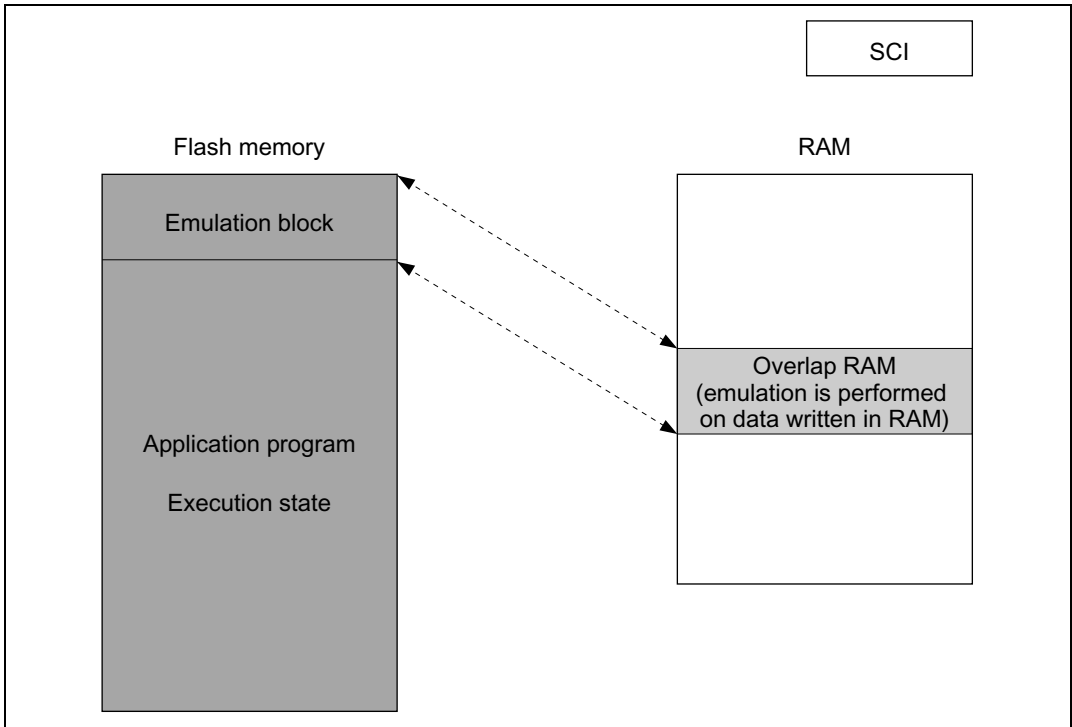 SCI
Flash memory
RAM
Emulation block
Overlap RAM
(emulation is performed
on data written in RAM)
Application program
Execution state